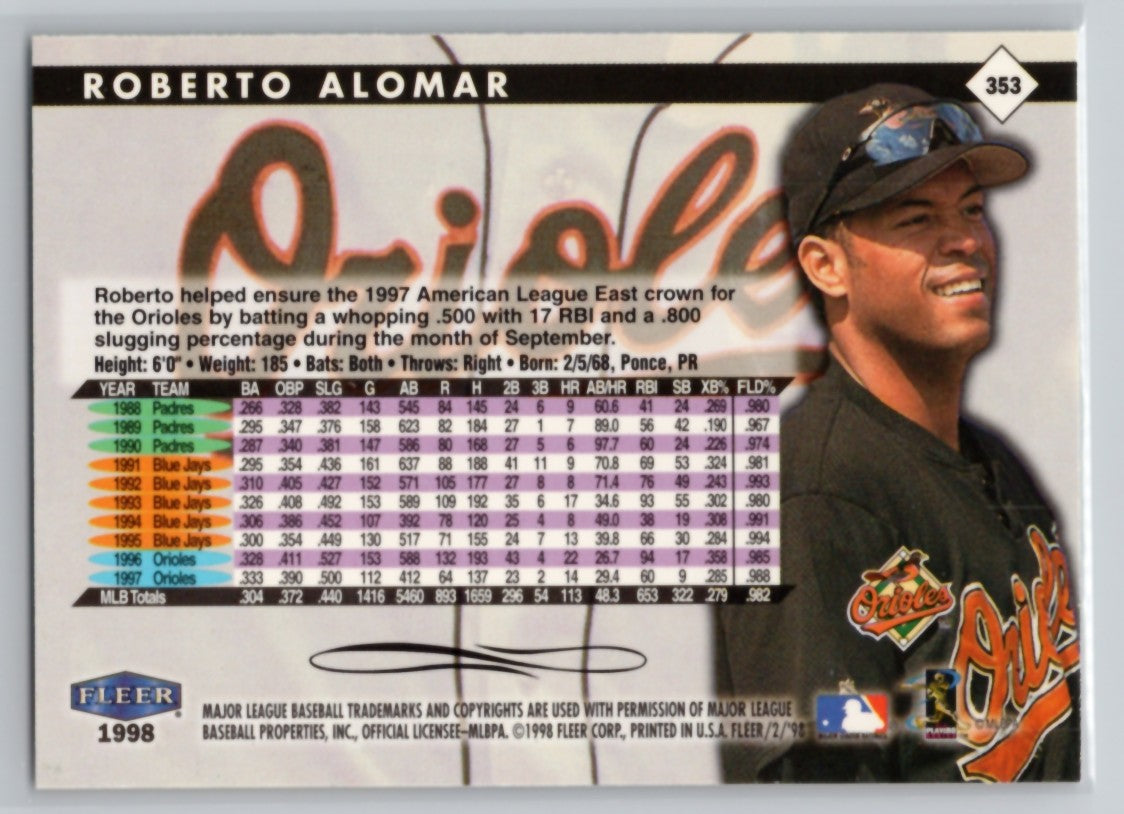 ROBERTO ALOMAR
353
Orioles
Roberto helped ensure the 1997 American League East crown for
the Orioles by batting a whopping .500 with 17 RBI and a .800
slugging percentage during the month of September.
Height: 6'0" • Weight: 185 • Bats: Both • Throws: Right • Born: 2/5/68, Ponce, PR
YEAR TEAM BA OBP SLG G AB R H 2B 3B HR AB/HR RBI SB XB% FLD%
1988 Padres .266 .328 .382 143 545 84 145 24 6 9 60.6 41 24 .269 .980
1989 Padres .295 .347 .376 158 623 82 184 27 1 7 89.0 56 42 .190 .967
1990 Padres .287 .340 .381 147 586 80 168 27 5 6 97.7 60 24 .226 .974
1991 Blue Jays .295 .354 .436 161 637 88 188 41 11 9 70.8 69 53 .324 .981
1992 Blue Jays .310 .405 .427 152 571 105 177 27 8 8 71.4 76 49 .243 .993
1993 Blue Jays .326 .408 .492 153 589 109 192 35 6 17 34.6 93 55 .302 .980
1994 Blue Jays .306 .386 .452 107 392 78 120 25 4 8 49.0 38 19 .308 .991
1995 Blue Jays .300 .354 .449 130 517 71 155 24 7 13 39.8 66 30 .284 .994
1996 Orioles .328 .411 .527 153 588 132 193 43 4 22 26.7 94 17 .358 .985
1997 Orioles .333 .390 .500 112 412 64 137 23 2 14 29.4 60 9 .285 .988
MLB Totals .304 .372 .440 1416 5460 893 1659 296 54 113 48.3 653 322 .279 .982
Orioles
FLEER
1998
MAJOR LEAGUE BASEBALL TRADEMARKS AND COPYRIGHTS ARE USED WITH PERMISSION OF MAJOR LEAGUE
BASEBALL PROPERTIES, INC., OFFICIAL LICENSEE–MLBPA. ©1998 FLEER CORP., PRINTED IN U.S.A. FLEER/2/'98